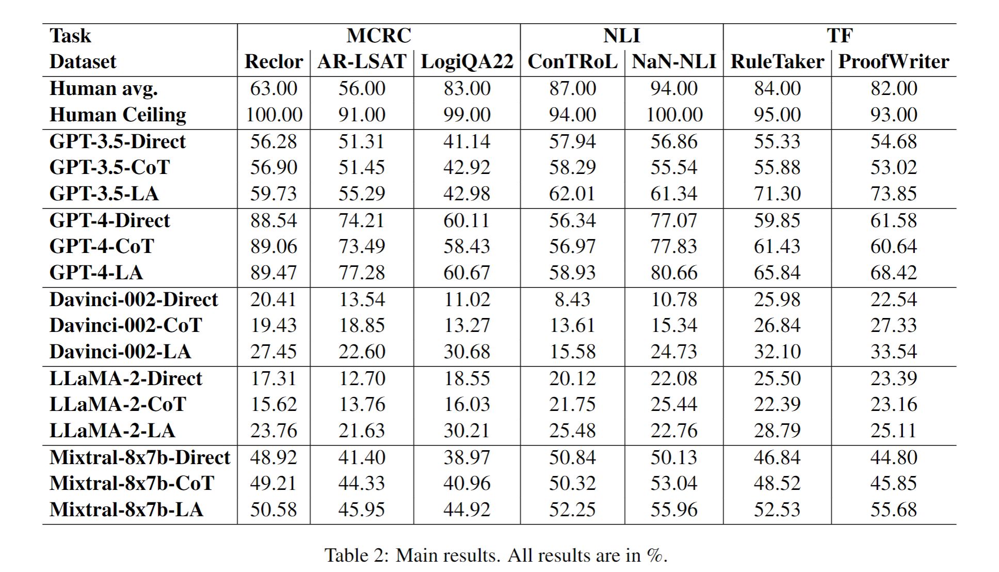 Task MCRC NLI TF
Dataset Reclor AR-LSAT LogiQA22 ConTRoL NaN-NLI RuleTaker ProofWriter
Human avg. 63.00 56.00 83.00 87.00 94.00 84.00 82.00
Human Ceiling 100.00 91.00 99.00 94.00 100.00 95.00 93.00
GPT-3.5-Direct 56.28 51.31 41.14 57.94 56.86 55.33 54.68
GPT-3.5-CoT 56.90 51.45 42.92 58.29 55.54 55.88 53.02
GPT-3.5-LA 59.73 55.29 42.98 62.01 61.34 71.30 73.85
GPT-4-Direct 88.54 74.21 60.11 56.34 77.07 59.85 61.58
GPT-4-CoT 89.06 73.49 58.43 56.97 77.83 61.43 60.64
GPT-4-LA 89.47 77.28 60.67 58.93 80.66 65.84 68.42
Davinci-002-Direct 20.41 13.54 11.02 8.43 10.78 25.98 22.54
Davinci-002-CoT 19.43 18.85 13.27 13.61 15.34 26.84 27.33
Davinci-002-LA 27.45 22.60 30.68 15.58 24.73 32.10 33.54
LLaMA-2-Direct 17.31 12.70 18.55 20.12 22.08 25.50 23.39
LLaMA-2-CoT 15.62 13.76 16.03 21.75 25.44 22.39 23.16
LLaMA-2-LA 23.76 21.63 30.21 25.48 22.76 28.79 25.11
Mixtral-8x7b-Direct 48.92 41.40 38.97 50.84 50.13 46.84 44.80
Mixtral-8x7b-CoT 49.21 44.33 40.96 50.32 53.04 48.52 45.85
Mixtral-8x7b-LA 50.58 45.95 44.92 52.25 55.96 52.53 55.68
Table 2: Main results. All results are in %.